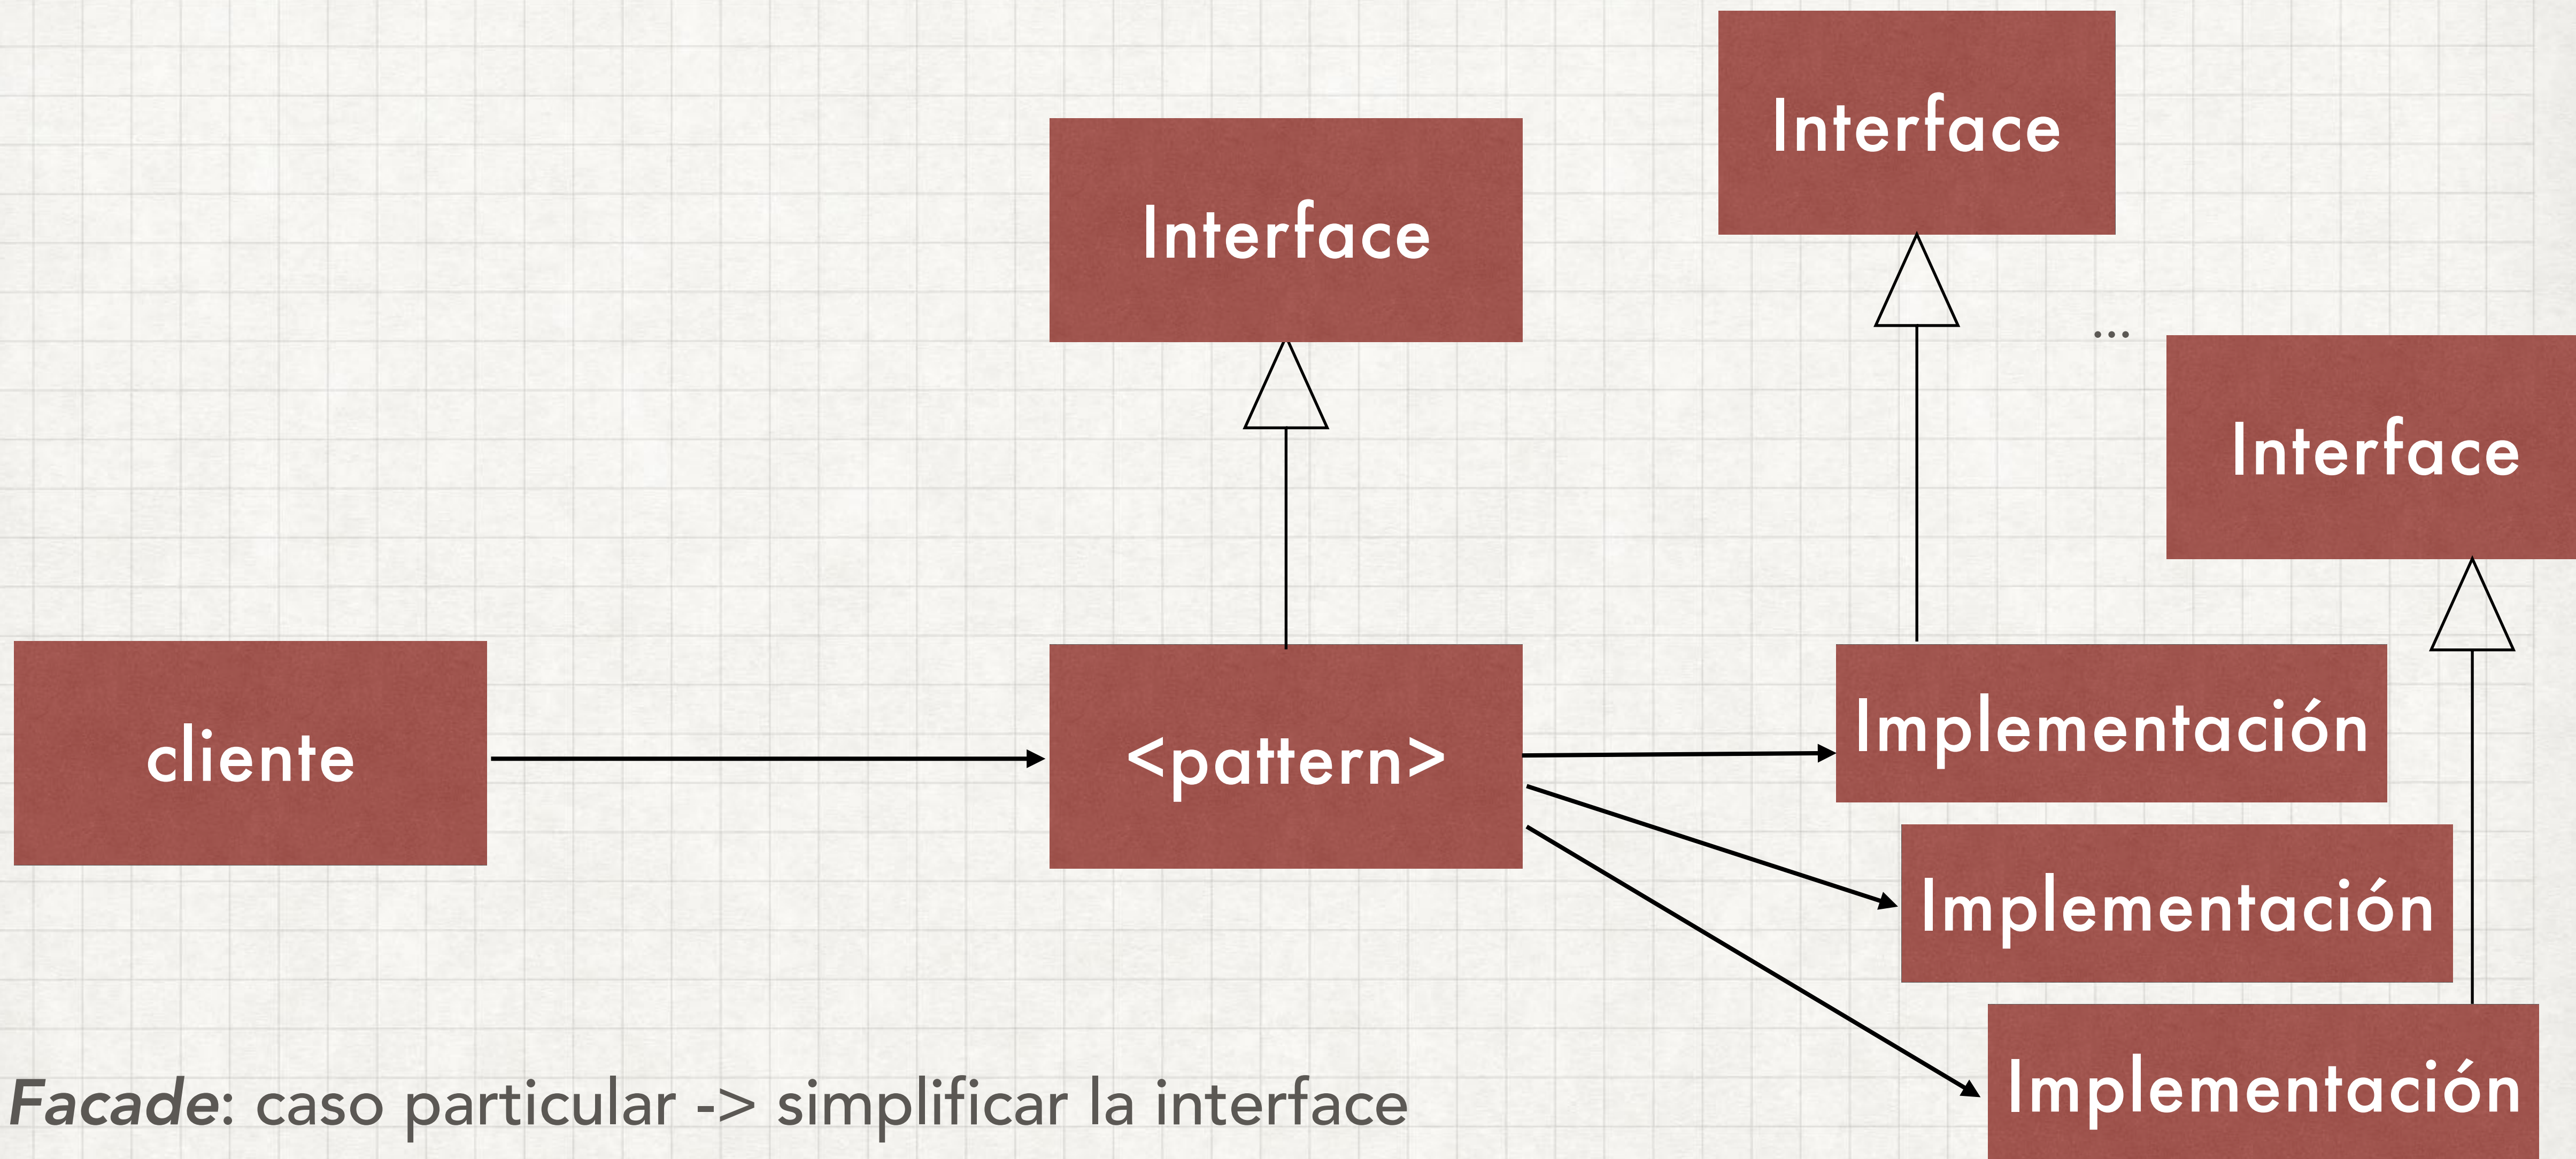 Interface
Interface
...
Interface
cliente
<pattern>
Implementación
Implementación
Implementación
Facade: caso particular -> simplificar la interface